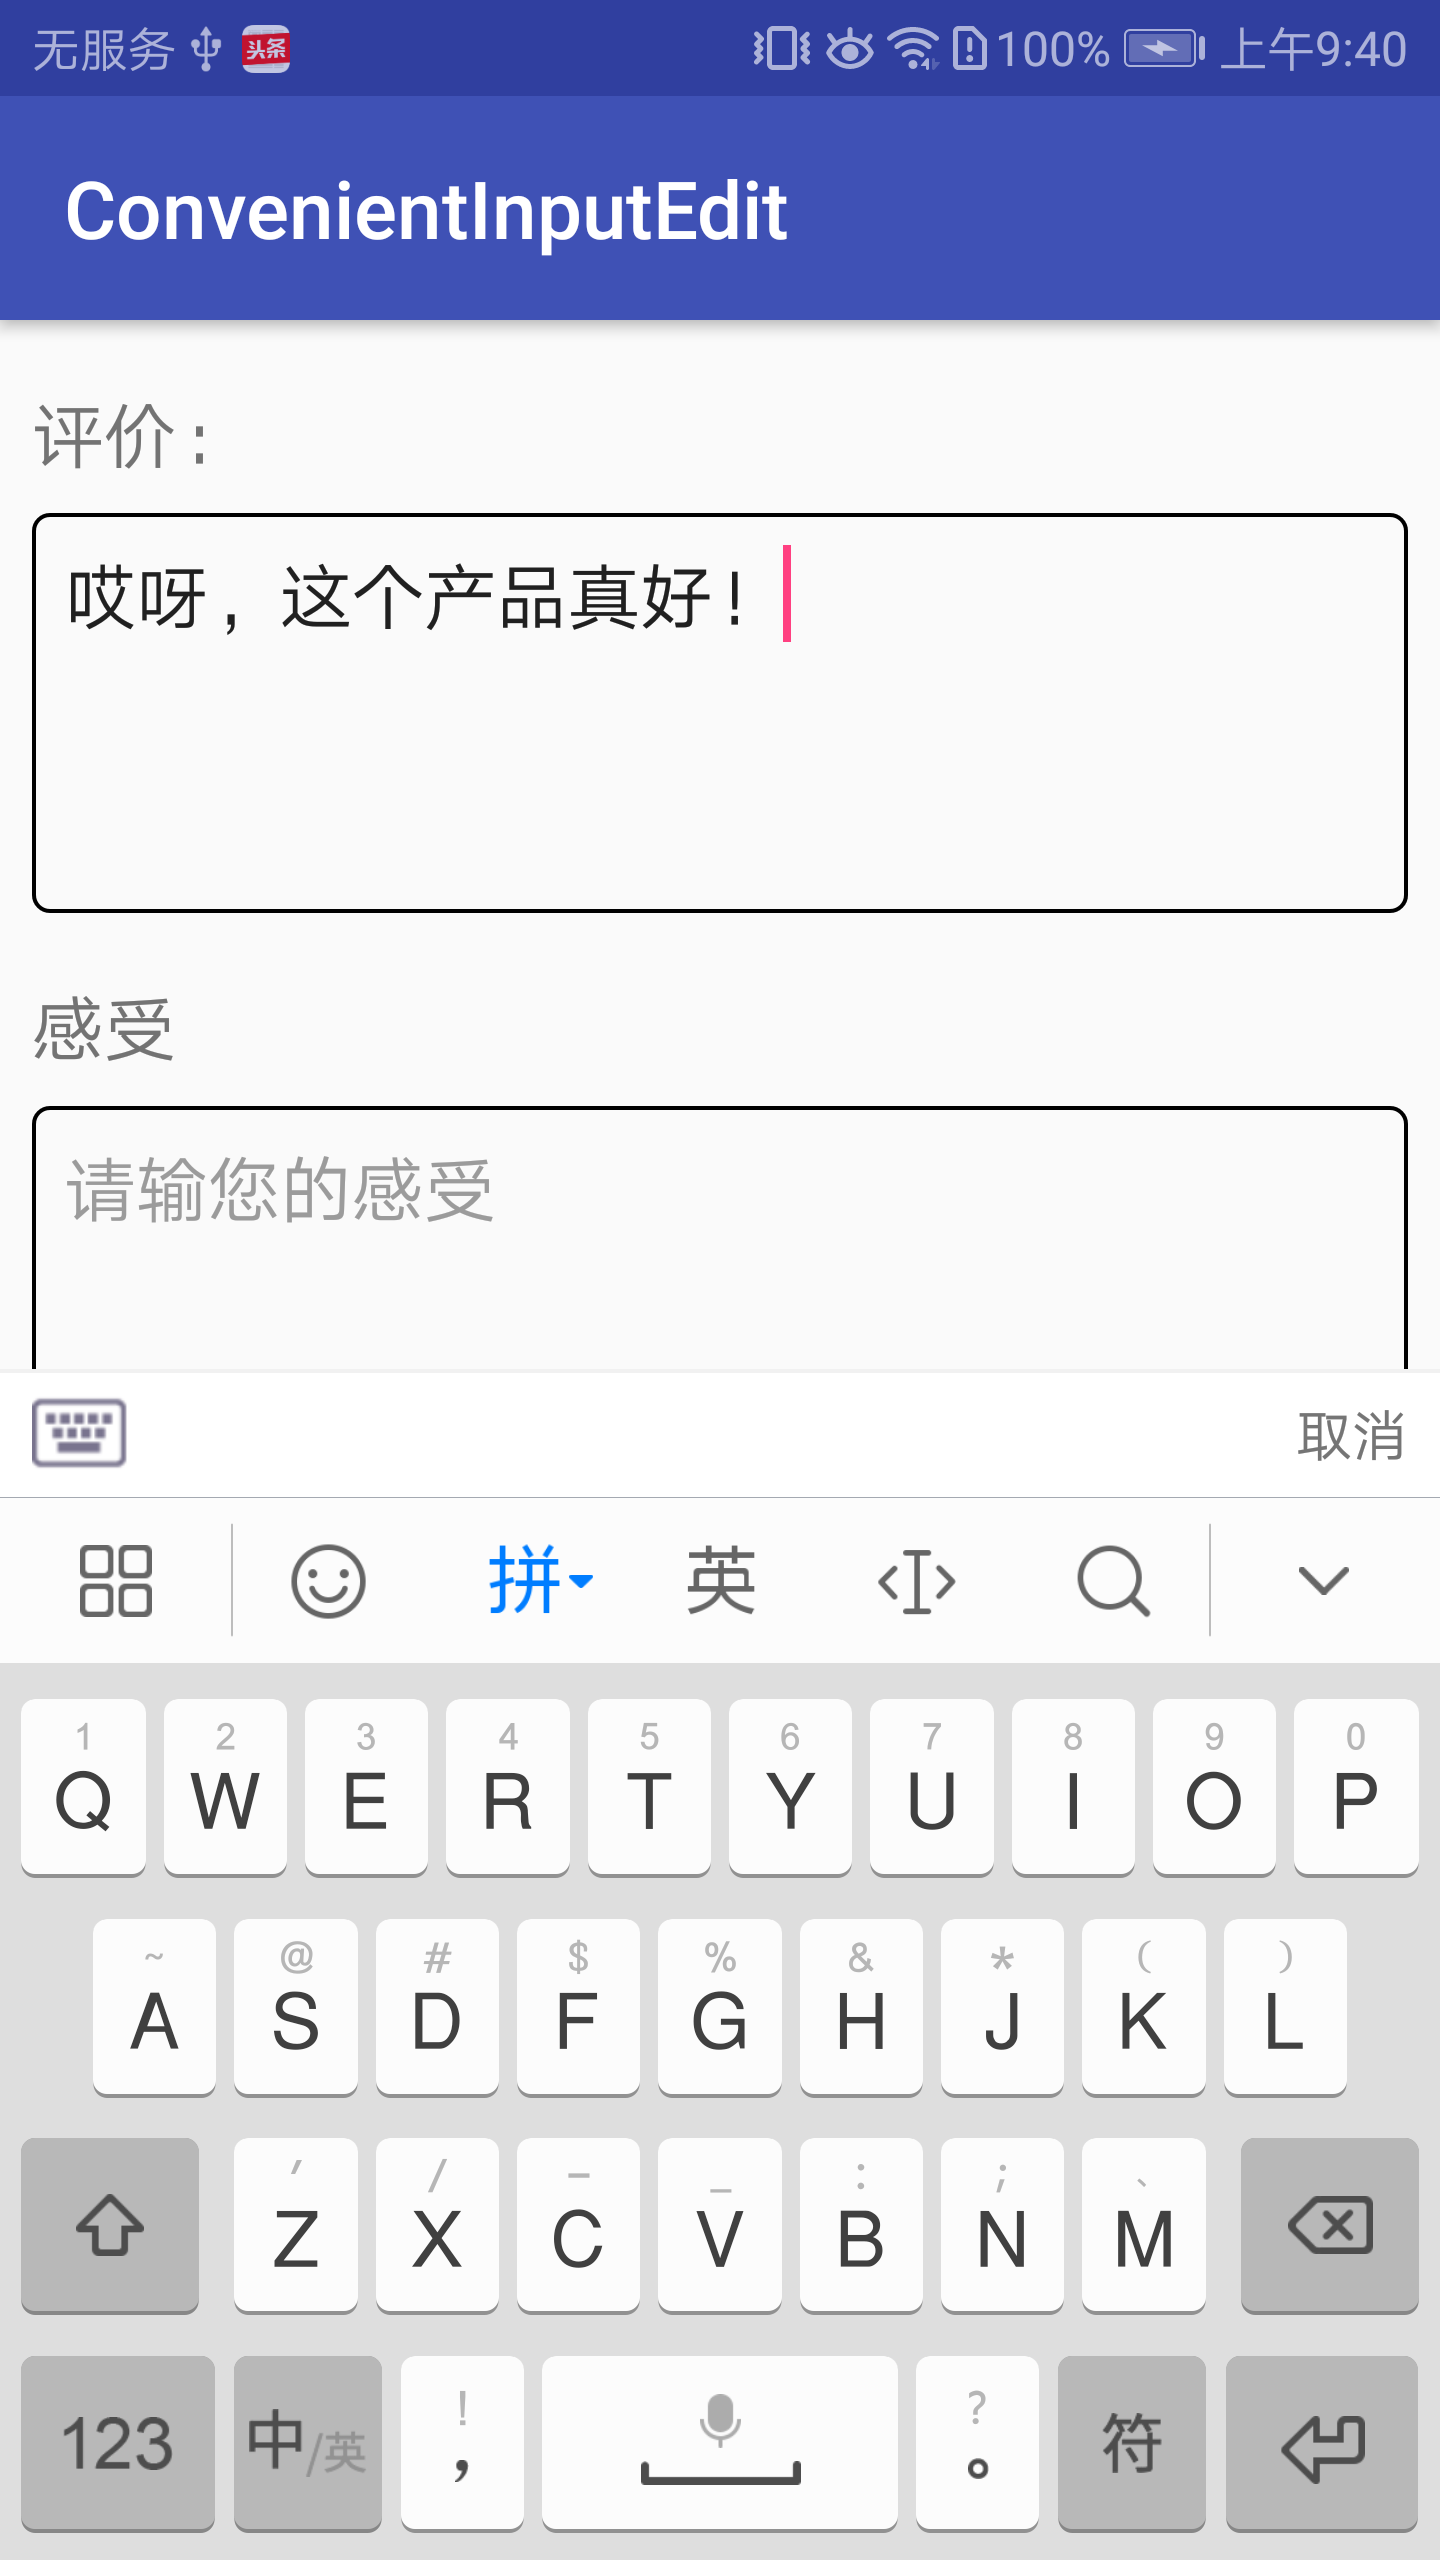 无服务 头条 100% 上午9:40
ConvenientInputEdit
评价:
哎呀,这个产品真好!
感受
请输您的感受
取消
拼 英
1 2 3 4 5 6 7 8 9 0
Q W E R T Y U I O P
~ @ # $ % & * ( )
A S D F G H J K L
' / - _ : ; 、
Z X C V B N M
! ?
123 中/英 , 。 符